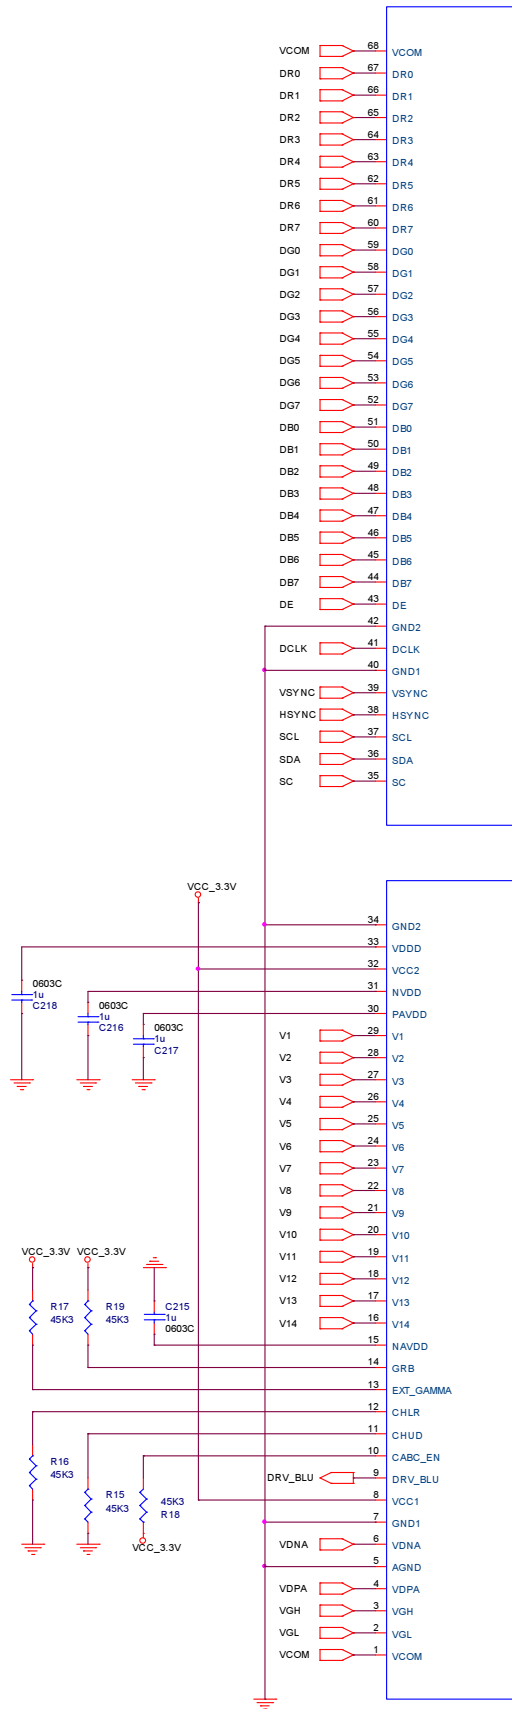 VCOM 68 VCOM
DR0 67 DR0
DR1 66 DR1
DR2 65 DR2
DR3 64 DR3
DR4 63 DR4
DR5 62 DR5
DR6 61 DR6
DR7 60 DR7
DG0 59 DG0
DG1 58 DG1
DG2 57 DG2
DG3 56 DG3
DG4 55 DG4
DG5 54 DG5
DG6 53 DG6
DG7 52 DG7
DB0 51 DB0
DB1 50 DB1
DB2 49 DB2
DB3 48 DB3
DB4 47 DB4
DB5 46 DB5
DB6 45 DB6
DB7 44 DB7
DE 43 DE
42 GND2
DCLK 41 DCLK
40 GND1
VSYNC 39 VSYNC
HSYNC 38 HSYNC
SCL 37 SCL
SDA 36 SDA
SC 35 SC
VCC_3.3V
34 GND2
33 VDDD
32 VCC2
31 NVDD
30 PAVDD
0603C
1u
C218
0603C
1u
C216
0603C
1u
C217
V1 29 V1
V2 28 V2
V3 27 V3
V4 26 V4
V5 25 V5
V6 24 V6
V7 23 V7
V8 22 V8
V9 21 V9
V10 20 V10
V11 19 V11
V12 18 V12
V13 17 V13
V14 16 V14
VCC_3.3V VCC_3.3V
R17
45K3
R19
45K3
C215
1u
0603C
15 NAVDD
14 GRB
13 EXT_GAMMA
12 CHLR
11 CHUD
10 CABC_EN
R16
45K3
R15
45K3
45K3
R18
VCC_3.3V
DRV_BLU 9 DRV_BLU
8 VCC1
7 GND1
VDNA 6 VDNA
5 AGND
VDPA 4 VDPA
VGH 3 VGH
VGL 2 VGL
VCOM 1 VCOM